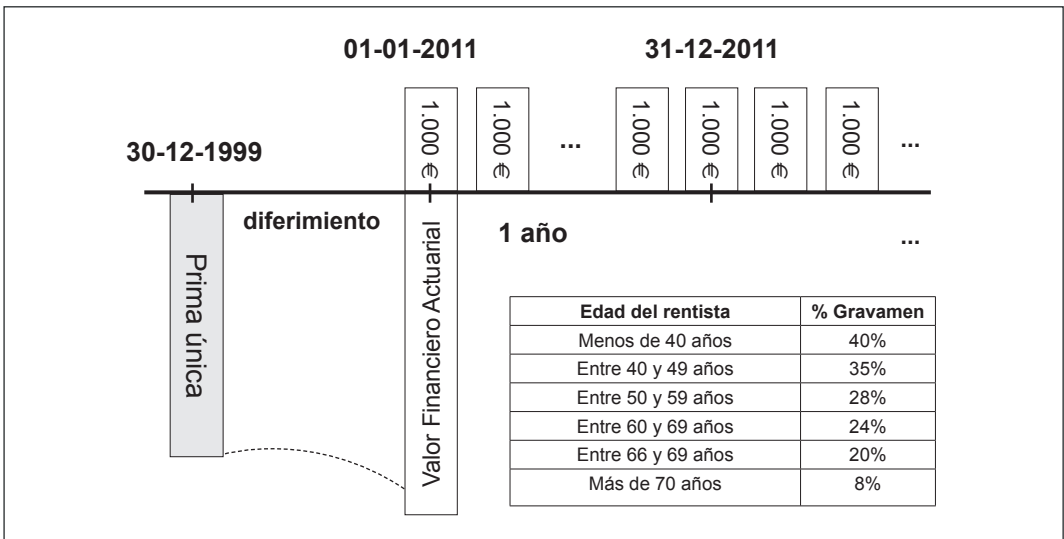 01-01-2011 31-12-2011
1.000 € 1.000 € ... 1.000 € 1.000 € 1.000 € 1.000 € ...
30-12-1999
diferimiento 1 año ...
Prima única
Valor Financiero Actuarial
Edad del rentista % Gravamen
Menos de 40 años 40%
Entre 40 y 49 años 35%
Entre 50 y 59 años 28%
Entre 60 y 69 años 24%
Entre 66 y 69 años 20%
Más de 70 años 8%